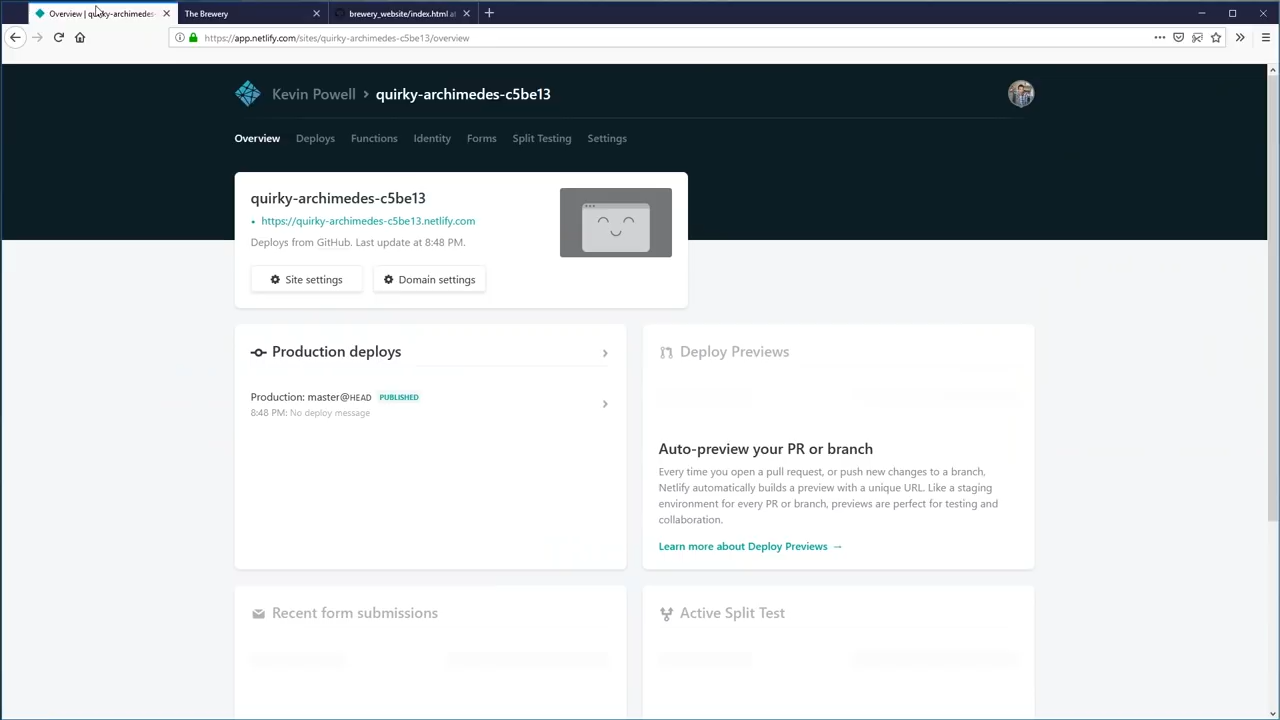 Overview | quirky-archimedes-
The Brewery
brewery_website/index.html at
https://app.netlify.com/sites/quirky-archimedes-c5be13/overview
Kevin Powell > quirky-archimedes-c5be13
Overview Deploys Functions Identity Forms Split Testing Settings
quirky-archimedes-c5be13
https://quirky-archimedes-c5be13.netlify.com
Deploys from GitHub. Last update at 8:48 PM.
Site settings
Domain settings
Production deploys
Production: master@HEAD PUBLISHED
8:48 PM: No deploy message
Deploy Previews
Auto-preview your PR or branch
Every time you open a pull request, or push new changes to a branch,
Netlify automatically builds a preview with a unique URL. Like a staging
environment for every PR or branch, previews are perfect for testing and
collaboration.
Learn more about Deploy Previews →
Recent form submissions
Active Split Test